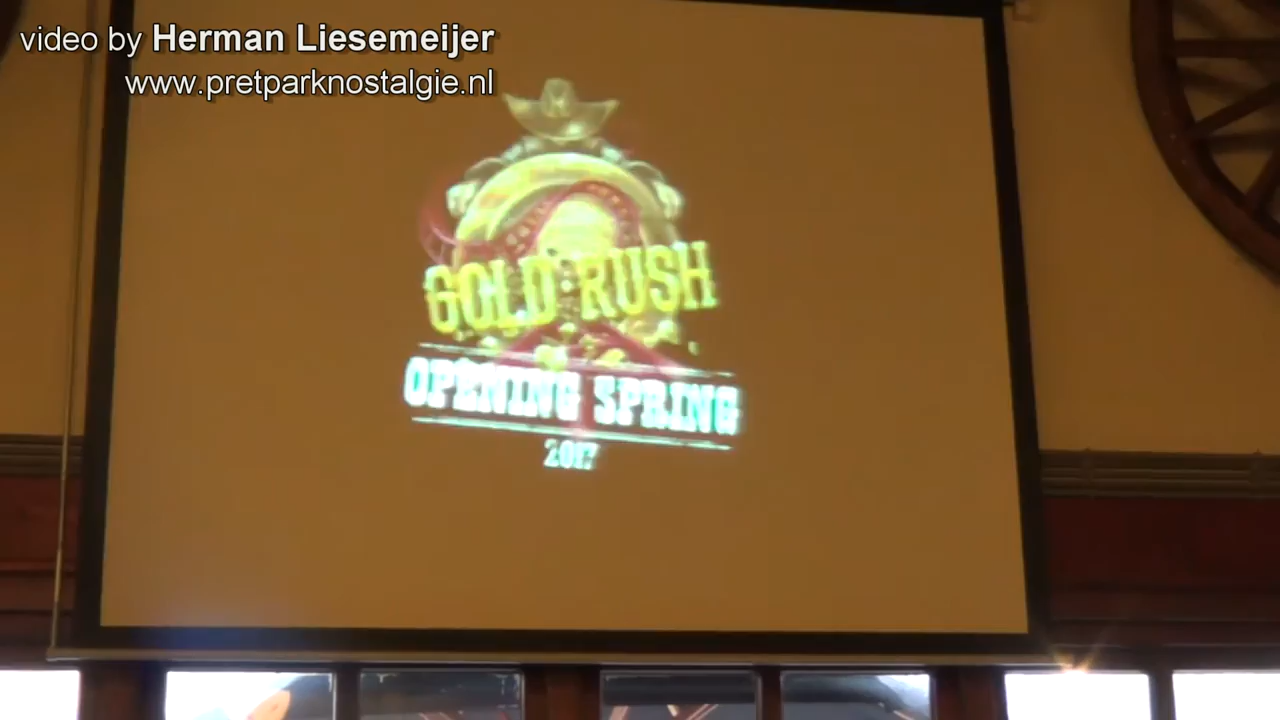 video by Herman Liesemeijer
www.pretparknostalgie.nl
GOLD RUSH
OPENING SPRING
2017